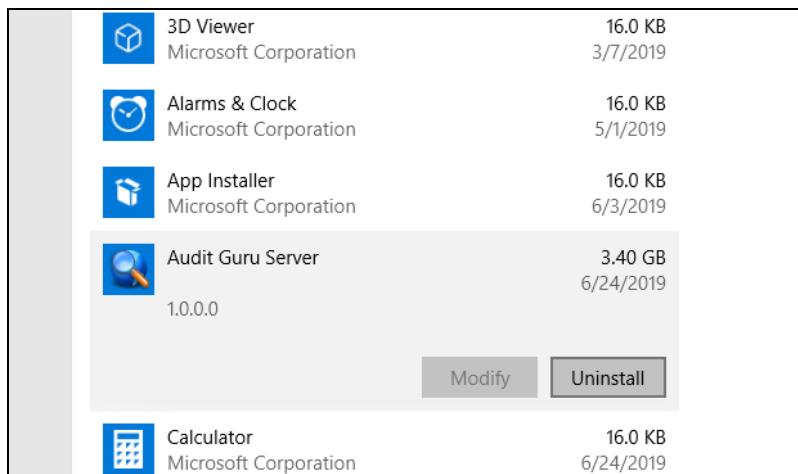 3D Viewer 16.0 KB
Microsoft Corporation 3/7/2019
Alarms & Clock 16.0 KB
Microsoft Corporation 5/1/2019
App Installer 16.0 KB
Microsoft Corporation 6/3/2019
Audit Guru Server 3.40 GB
6/24/2019
1.0.0.0
Modify Uninstall
Calculator 16.0 KB
Microsoft Corporation 6/24/2019